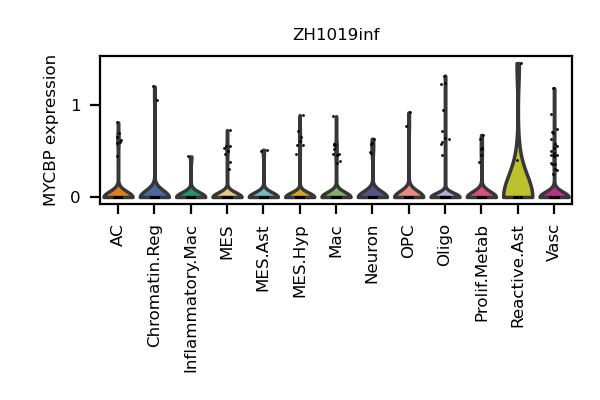 ZH1019inf
MYCBP expression
1
0
AC
Chromatin.Reg
Inflammatory.Mac
MES
MES.Ast
MES.Hyp
Mac
Neuron
OPC
Oligo
Prolif.Metab
Reactive.Ast
Vasc